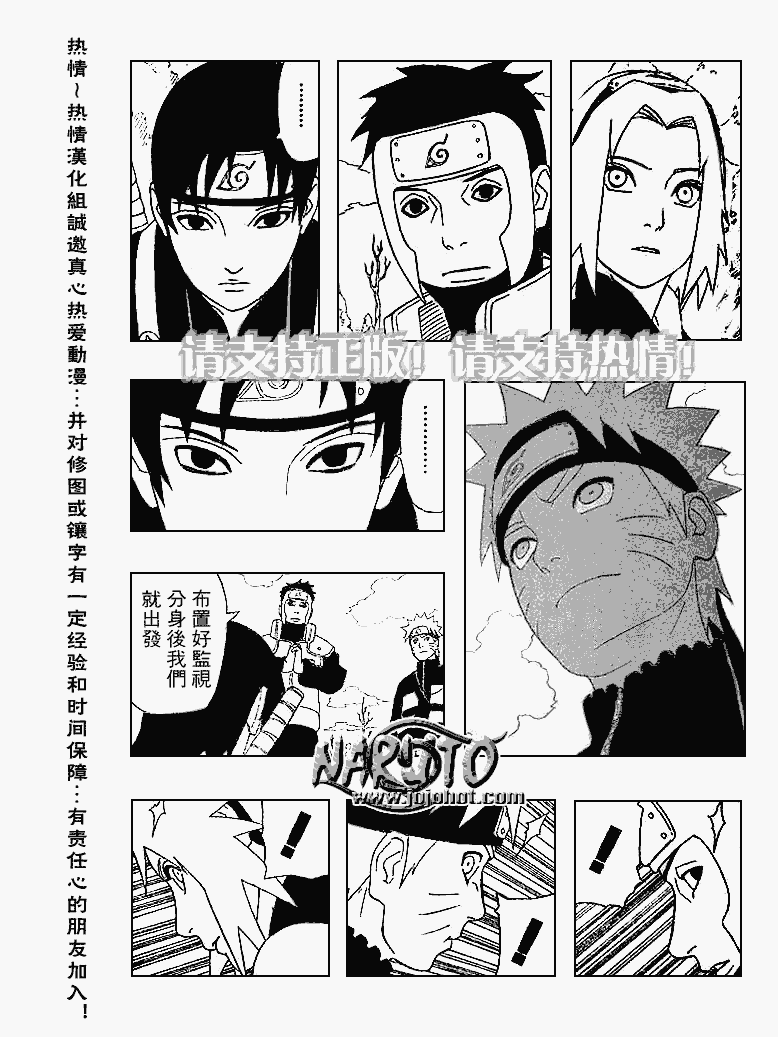 热情~热情漢化組誠邀真心热爱動漫…并对修图或镶字有一定经验和时间保障…有责任心的朋友加入!
…………
请支持正版! 请支持热情!
…………
布置好監視
分身後我們
就出發
NARUTO
www.jojohot.com
!
!
!